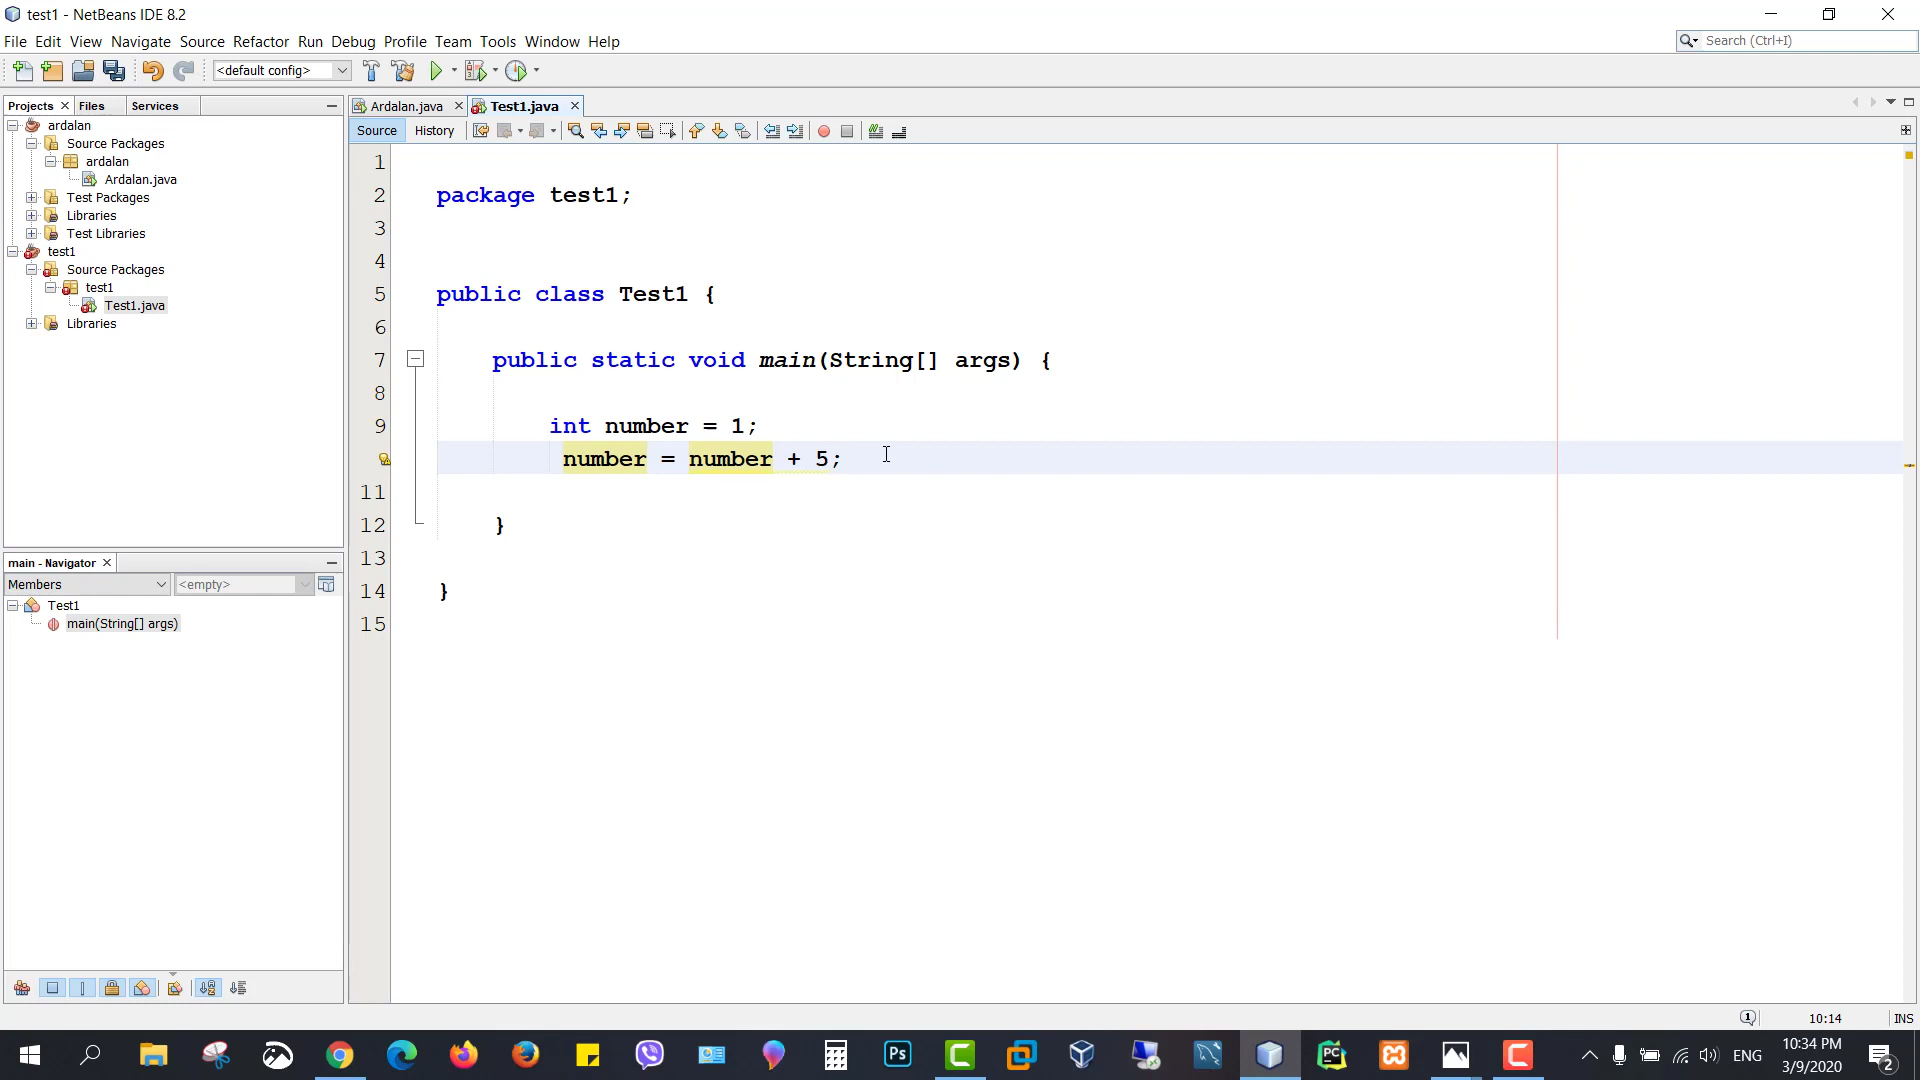 test1 - NetBeans IDE 8.2
File Edit View Navigate Source Refactor Run Debug Profile Team Tools Window Help
Search (Ctrl+I)
<default config>
Projects Files Services
ardalan
Source Packages
ardalan
Ardalan.java
Test Packages
Libraries
Test Libraries
test1
Source Packages
test1
Test1.java
Libraries
main - Navigator
Members <empty>
Test1
main(String[] args)
Ardalan.java Test1.java
Source History
1
2 package test1;
3
4
5 public class Test1 {
6
7 public static void main(String[] args) {
8
9 int number = 1;
number = number + 5;
11
12 }
13
14 }
15
1 10:14 INS
Ps
PC
ENG
10:34 PM
3/9/2020
2